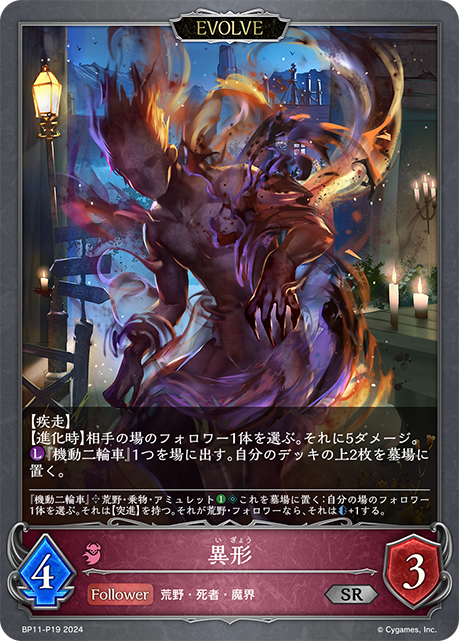 EVOLVE
【疾走】
【進化時】相手の場のフォロワー1体を選ぶ。それに5ダメージ。
L『機動二輪車』1つを場に出す。自分のデッキの上2枚を墓場に
置く。
『機動二輪車』÷荒野・乗物・アミュレット1 これを墓場に置く:自分の場のフォロワー
1体を選ぶ。それは【突進】を持つ。それが荒野・フォロワーなら、それは+1する。
いぎょう
異形
4
3
Follower 荒野・死者・魔界
SR
BP11-P19 2024
© Cygames, Inc.